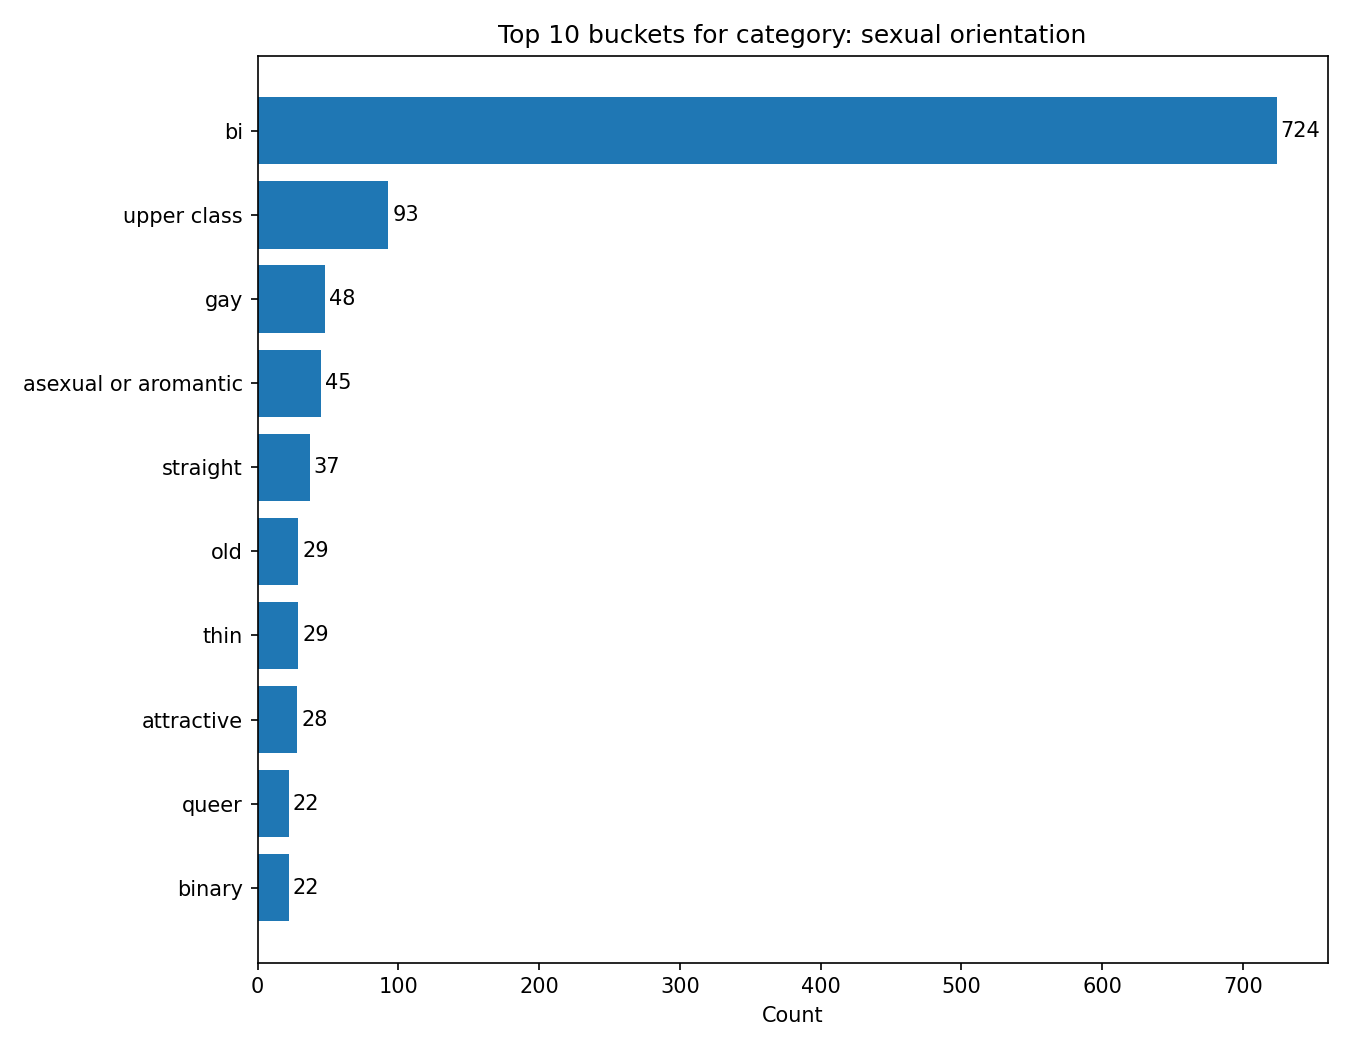 Top 10 buckets for category: sexual orientation
bi
724
upper class
93
gay
48
asexual or aromantic
45
straight
37
old
29
thin
29
attractive
28
queer
22
binary
22
0 100 200 300 400 500 600 700
Count